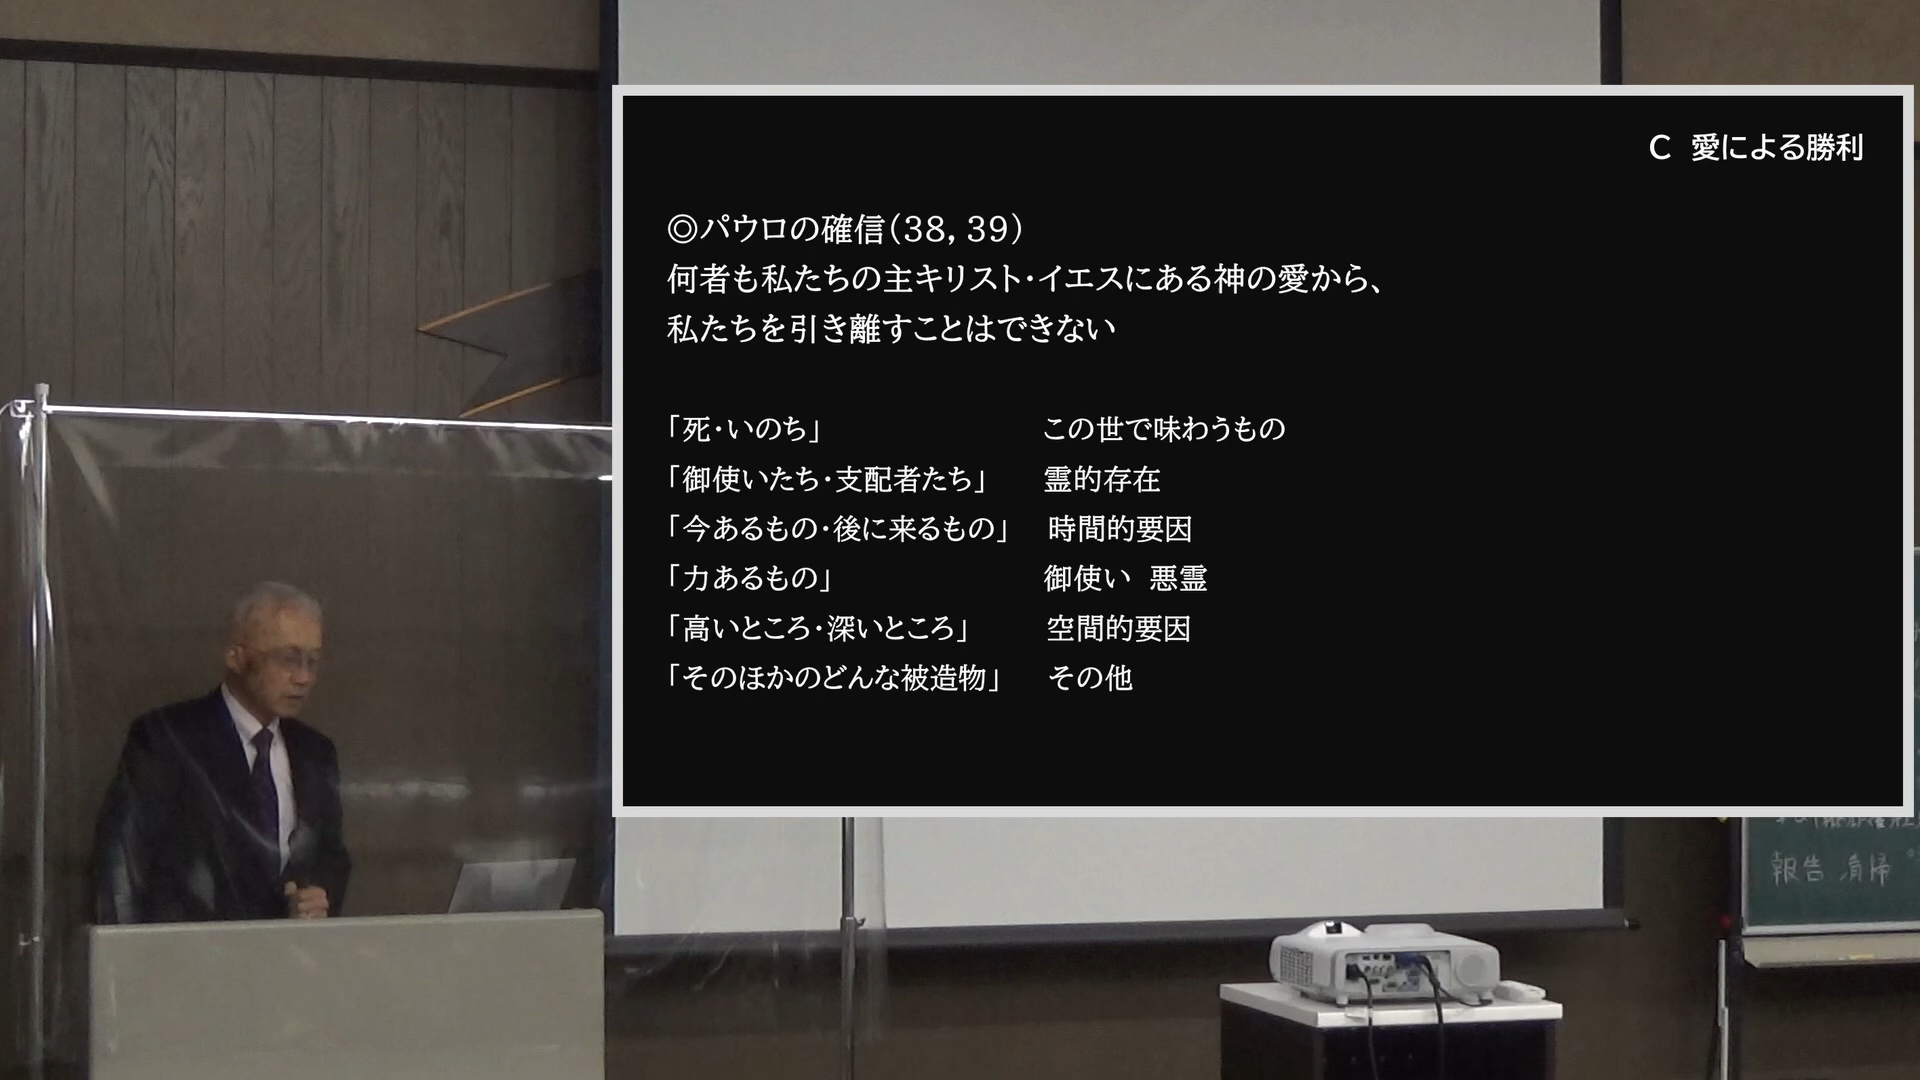 C 愛による勝利
◎パウロの確信（38, 39）
何者も私たちの主キリスト・イエスにある神の愛から、
私たちを引き離すことはできない
「死・いのち」 この世で味わうもの
「御使いたち・支配者たち」 霊的存在
「今あるもの・後に来るもの」 時間的要因
「力あるもの」 御使い 悪霊
「高いところ・深いところ」 空間的要因
「そのほかのどんな被造物」 その他
報告